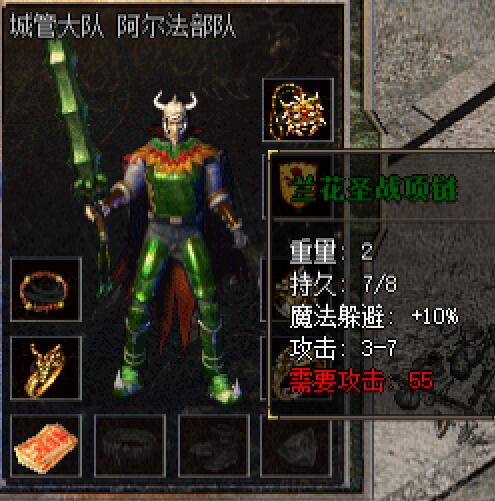 城管大队 阿尔法部队
兰花圣战项链
重量: 2
持久: 7/8
魔法躲避: +10%
攻击: 3-7
需要攻击: 55